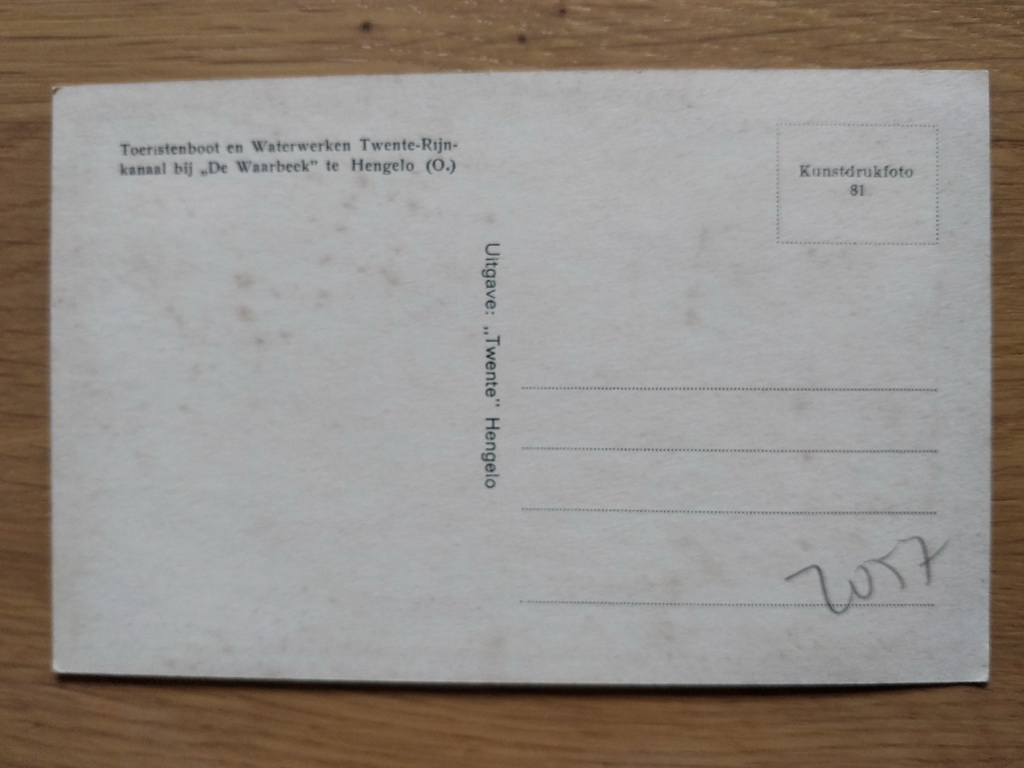 Toeristenboot en Waterwerken Twente-Rijn-
kanaal bij „De Waarbeek" te Hengelo (O.)
Kunstdrukfoto
81
Uitgave: „Twente" Hengelo
2057